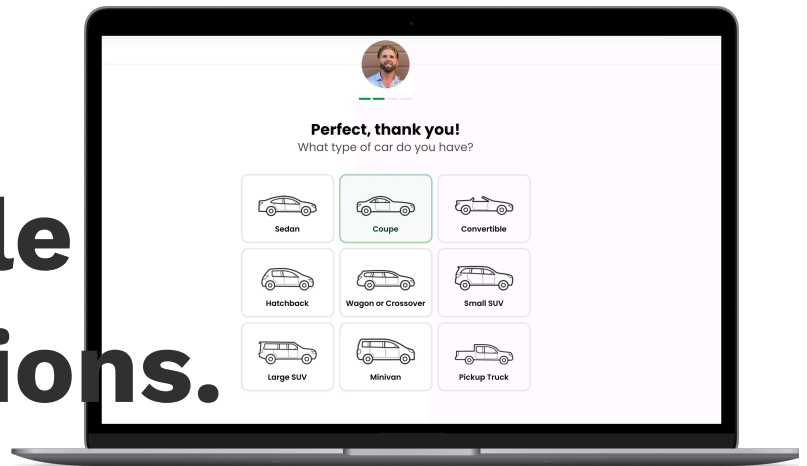 Perfect, thank you!
What type of car do you have?
Sedan
Coupe
Convertible
Hatchback
Wagon or Crossover
Small SUV
Large SUV
Minivan
Pickup Truck
le
ions.